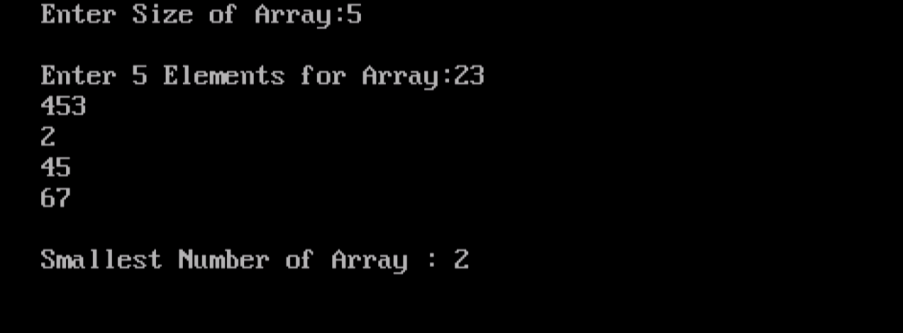 Enter Size of Array:5
Enter 5 Elements for Array:23
453
2
45
67
Smallest Number of Array : 2